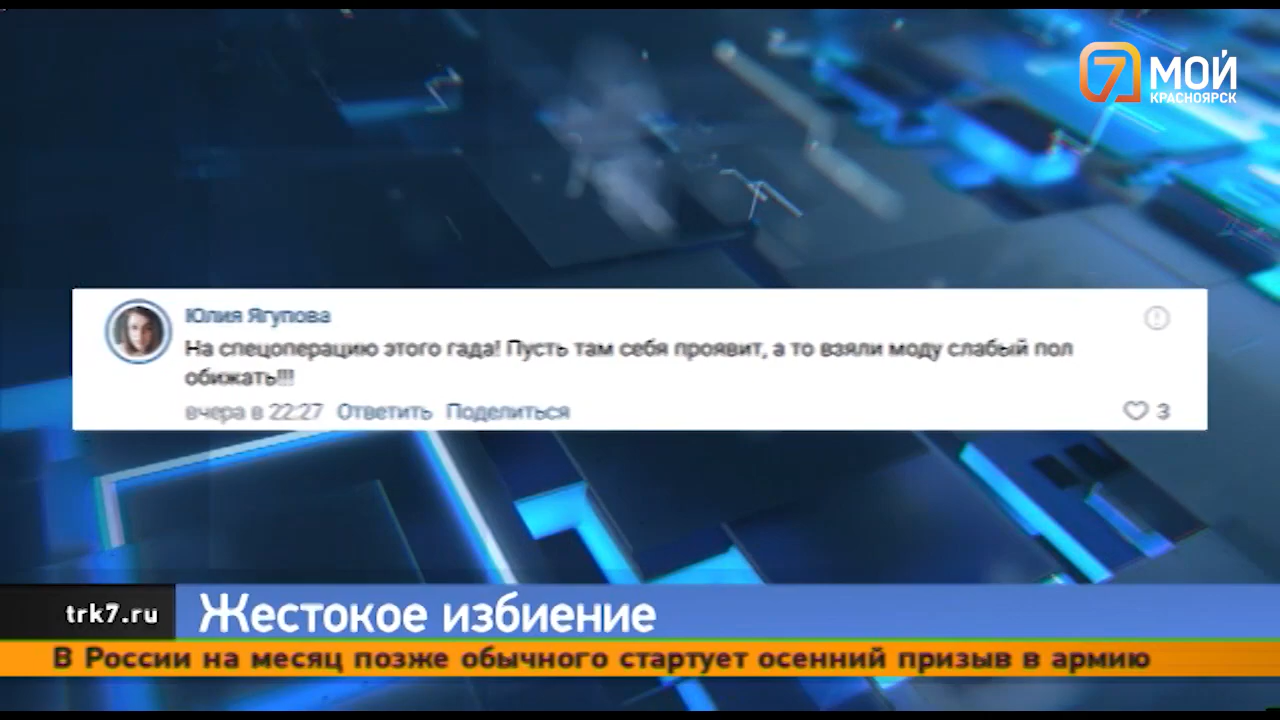 7 МОЙ
КРАСНОЯРСК
Юлия Ягупова
На спецоперацию этого гада! Пусть там себя проявит, а то взяли моду слабый пол
обижать!!!
вчера в 22:27 Ответить Поделиться
3
trk7.ru
Жестокое избиение
В России на месяц позже обычного стартует осенний призыв в армию